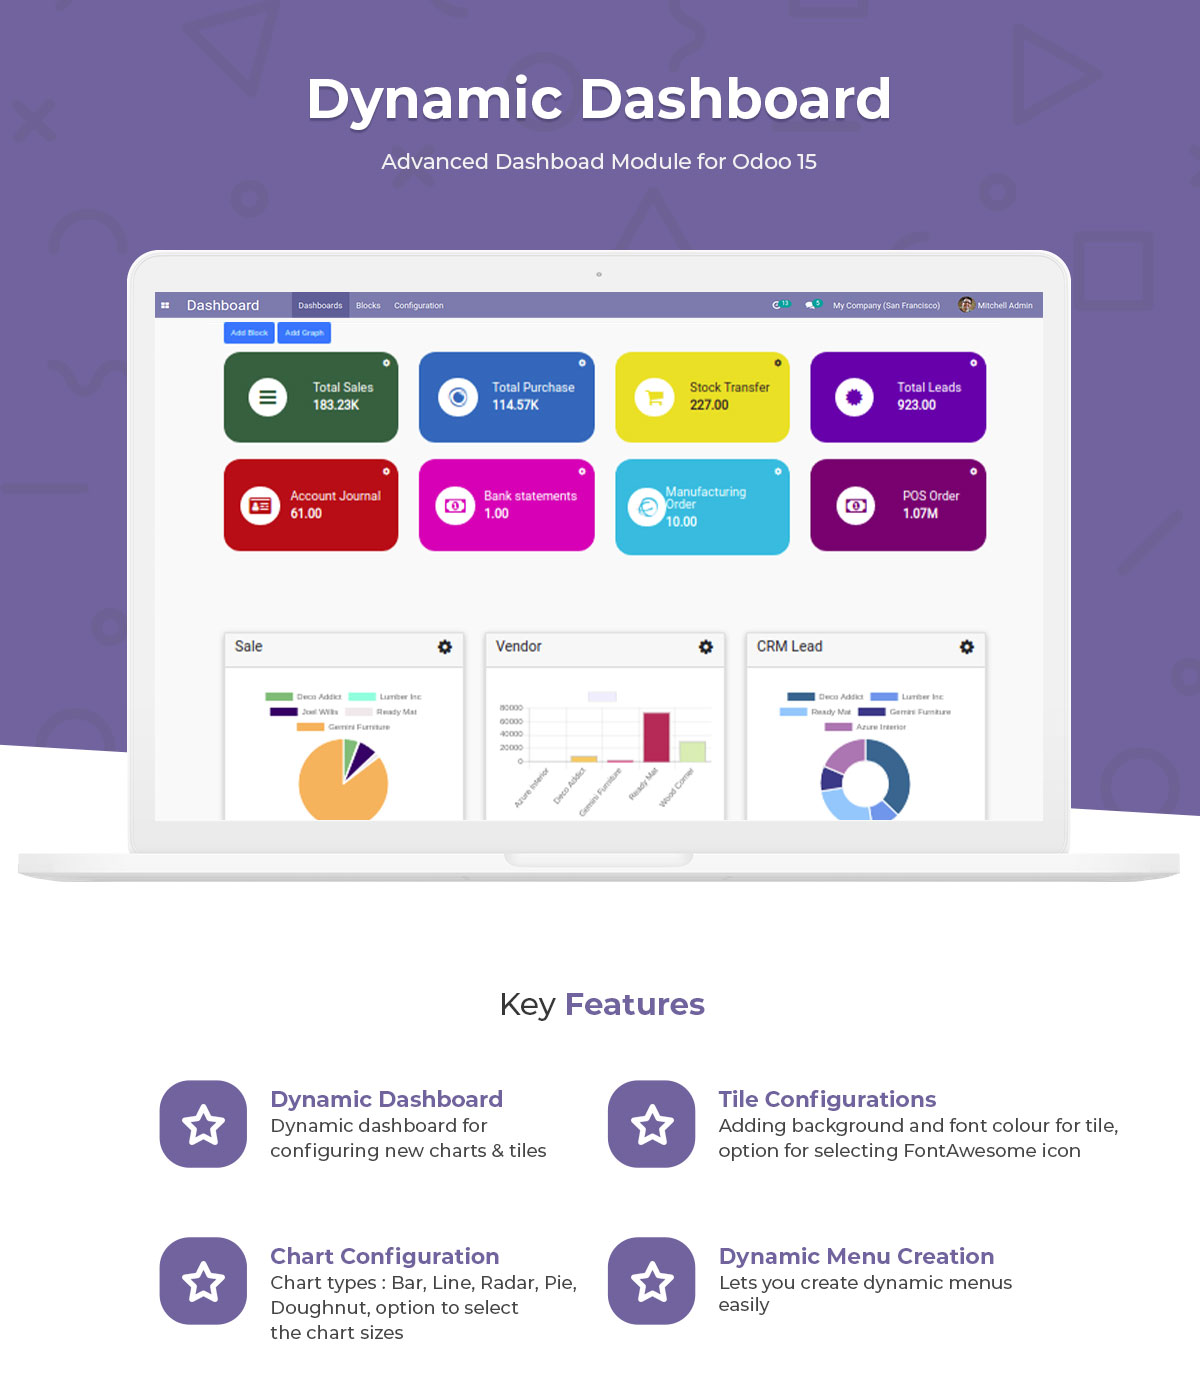 Dynamic Dashboard
Advanced Dashboad Module for Odoo 15
Dashboard Dashboards Blocks Configuration 13 5 My Company (San Francisco) Mitchell Admin
Add Block Add Graph
Total Sales
183.23K
Total Purchase
114.57K
Stock Transfer
227.00
Total Leads
923.00
Account Journal
61.00
Bank statements
1.00
Manufacturing
Order
10.00
POS Order
1.07M
Sale
Deco Addict Lumber Inc
Joel Willis Ready Mat
Gemini Furniture
Vendor
80000
60000
40000
20000
0
Azure Interior
Deco Addict
Gemini Furniture
Ready Mat
Wood Corner
CRM Lead
Deco Addict Lumber Inc
Ready Mat Gemini Furniture
Azure Interior
Key Features
Dynamic Dashboard
Dynamic dashboard for
configuring new charts & tiles
Tile Configurations
Adding background and font colour for tile,
option for selecting FontAwesome icon
Chart Configuration
Chart types : Bar, Line, Radar, Pie,
Doughnut, option to select
the chart sizes
Dynamic Menu Creation
Lets you create dynamic menus
easily